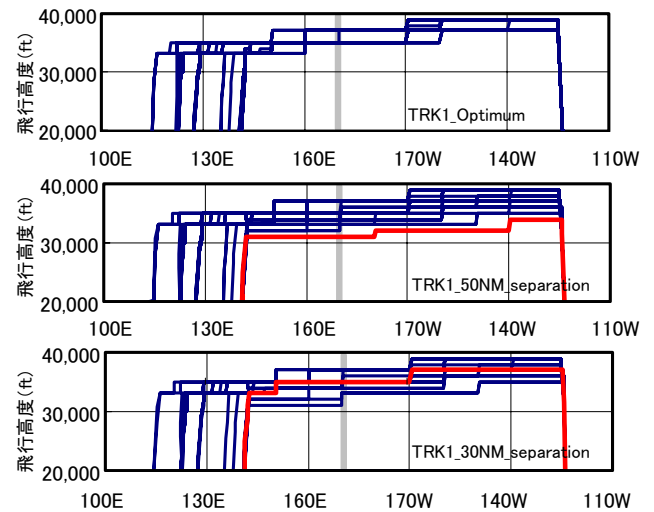 40,000
30,000
20,000
飛行高度(ft)
TRK1_Optimum
100E 130E 160E 170W 140W 110W
40,000
30,000
20,000
飛行高度(ft)
TRK1_50NM_separation
100E 130E 160E 170W 140W 110W
40,000
30,000
20,000
飛行高度(ft)
TRK1_30NM_separation
100E 130E 160E 170W 140W 110W